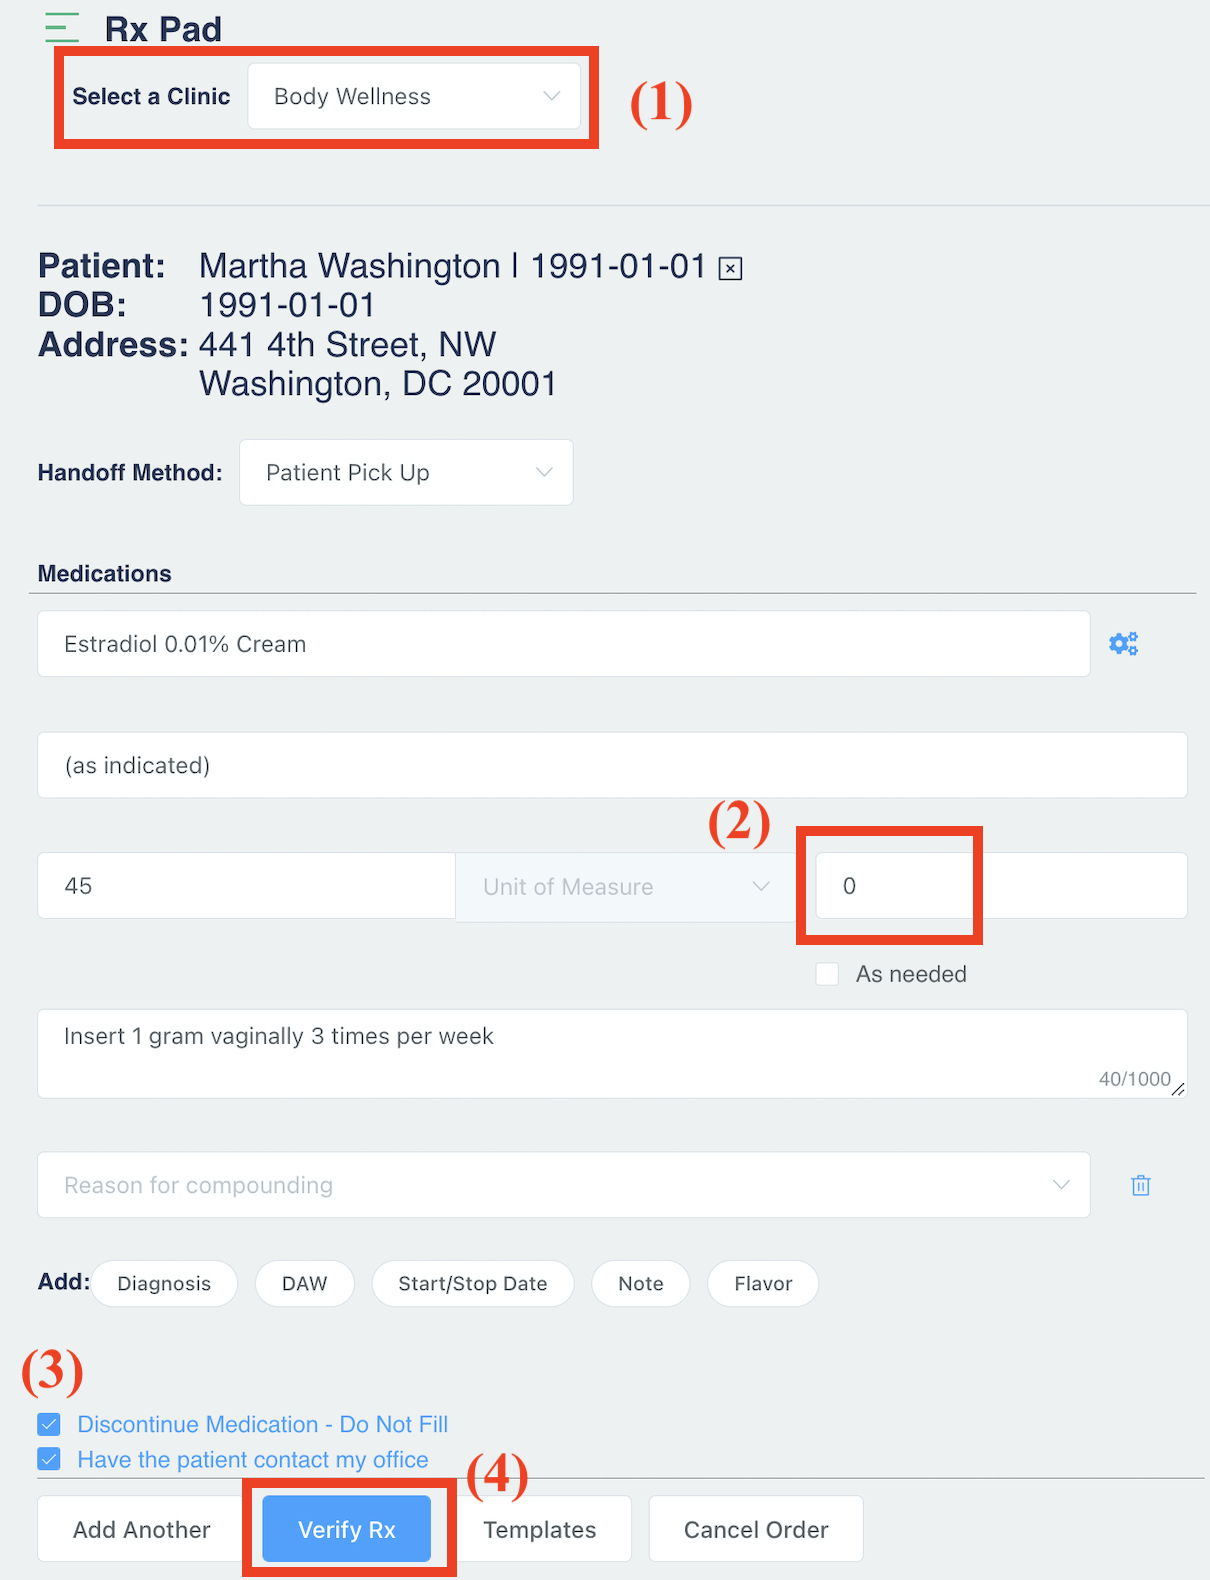 Rx Pad
Select a Clinic Body Wellness (1)
Patient: Martha Washington | 1991-01-01
DOB: 1991-01-01
Address: 441 4th Street, NW
Washington, DC 20001
Handoff Method: Patient Pick Up
Medications
Estradiol 0.01% Cream
(as indicated)
(2)
45 Unit of Measure 0
As needed
Insert 1 gram vaginally 3 times per week
40/1000
Reason for compounding
Add: Diagnosis DAW Start/Stop Date Note Flavor
(3)
Discontinue Medication - Do Not Fill
Have the patient contact my office
(4)
Add Another Verify Rx Templates Cancel Order